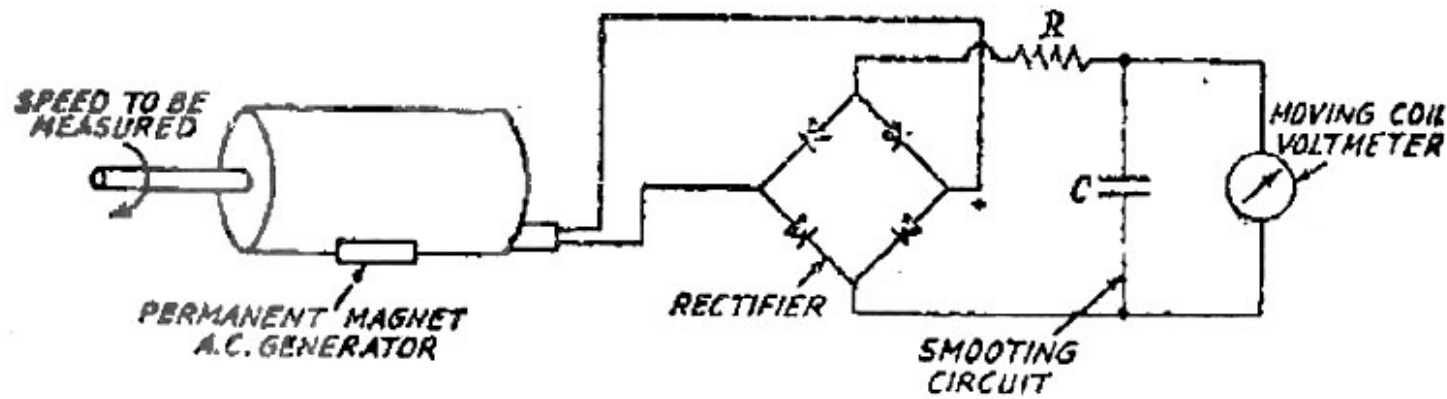 SPEED TO BE
MEASURED
PERMANENT MAGNET
A.C. GENERATOR
RECTIFIER
R
+
C
SMOOTING
CIRCUIT
MOVING COIL
VOLTMETER